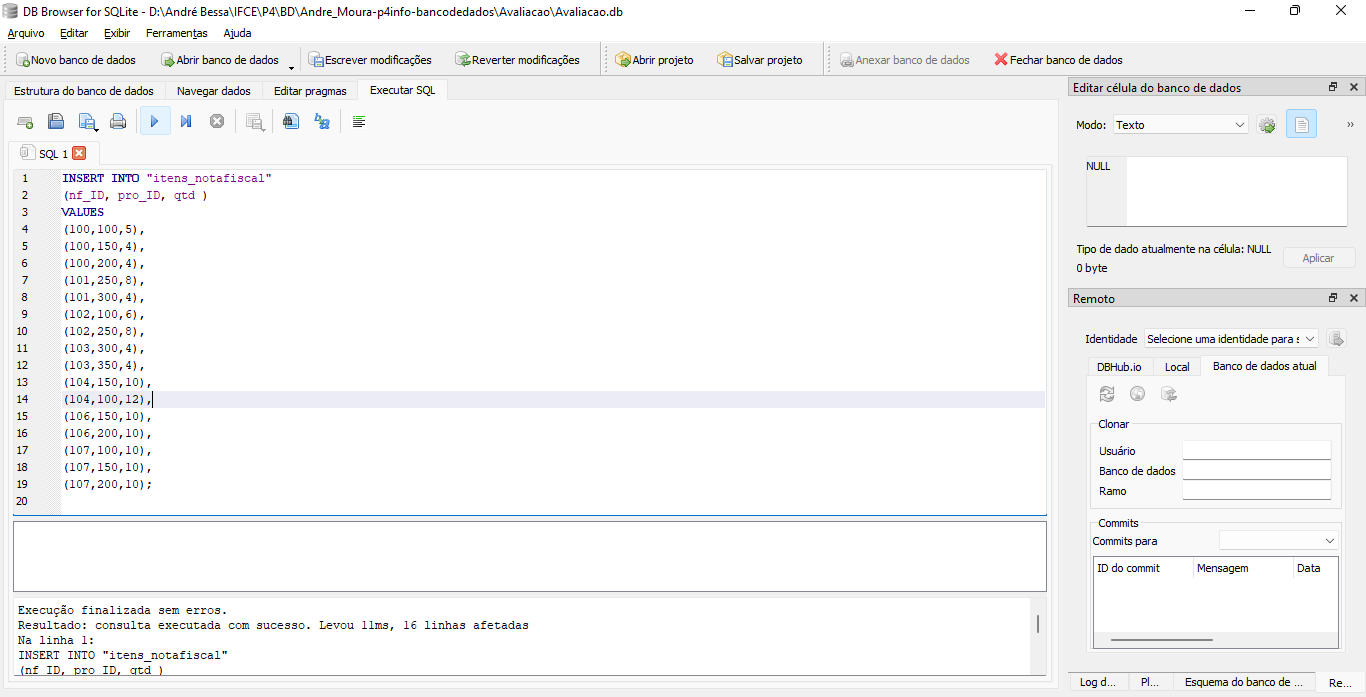 DB Browser for SQLite - D:\André Bessa\IFCE\P4\BD\Andre_Moura-p4info-bancodedados\Avaliacao\Avaliacao.db
Arquivo Editar Exibir Ferramentas Ajuda
Novo banco de dados Abrir banco de dados Escrever modificações Reverter modificações Abrir projeto Salvar projeto Anexar banco de dados Fechar banco de dados
Estrutura do banco de dados Navegar dados Editar pragmas Executar SQL
SQL 1
1 INSERT INTO "itens_notafiscal"
2 (nf_ID, pro_ID, qtd )
3 VALUES
4 (100,100,5),
5 (100,150,4),
6 (100,200,4),
7 (101,250,8),
8 (101,300,4),
9 (102,100,6),
10 (102,250,8),
11 (103,300,4),
12 (103,350,4),
13 (104,150,10),
14 (104,100,12),
15 (106,150,10),
16 (106,200,10),
17 (107,100,10),
18 (107,150,10),
19 (107,200,10);
20
Execução finalizada sem erros.
Resultado: consulta executada com sucesso. Levou 11ms, 16 linhas afetadas
Na linha 1:
INSERT INTO "itens_notafiscal"
(nf_ID, pro_ID, qtd )
Editar célula do banco de dados
Modo: Texto »
NULL
Tipo de dado atualmente na célula: NULL
0 byte
Aplicar
Remoto
Identidade Selecione uma identidade para s
DBHub.io Local Banco de dados atual
Clonar
Usuário
Banco de dados
Ramo
Commits
Commits para
ID do commit Mensagem Data
Log d... Pl... Esquema do banco de ... Re...